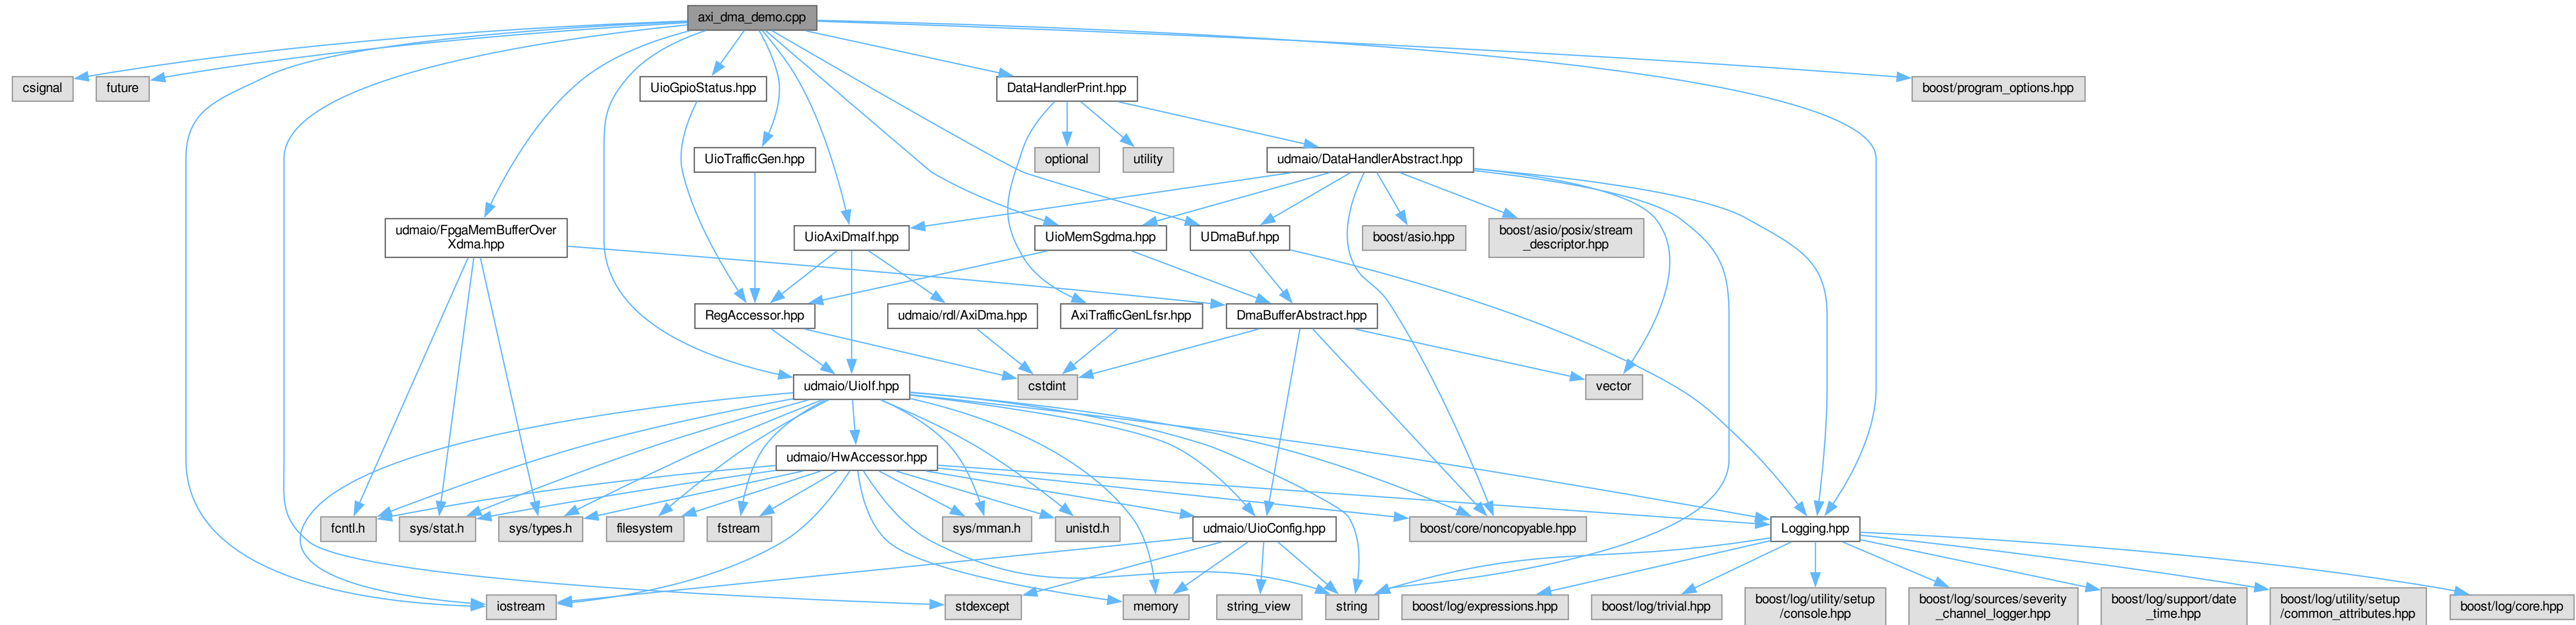 axi_dma_demo.cpp
csignal
future
UioGpioStatus.hpp
DataHandlerPrint.hpp
boost/program_options.hpp
UioTrafficGen.hpp
optional
utility
udmaio/DataHandlerAbstract.hpp
udmaio/FpgaMemBufferOver
Xdma.hpp
UioAxiDmaIf.hpp
UioMemSgdma.hpp
UDmaBuf.hpp
boost/asio.hpp
boost/asio/posix/stream
_descriptor.hpp
RegAccessor.hpp
udmaio/rdl/AxiDma.hpp
AxiTrafficGenLfsr.hpp
DmaBufferAbstract.hpp
udmaio/UioIf.hpp
cstdint
vector
udmaio/HwAccessor.hpp
fcntl.h
sys/stat.h
sys/types.h
filesystem
fstream
sys/mman.h
unistd.h
udmaio/UioConfig.hpp
boost/core/noncopyable.hpp
Logging.hpp
iostream
stdexcept
memory
string_view
string
boost/log/expressions.hpp
boost/log/trivial.hpp
boost/log/utility/setup
/console.hpp
boost/log/sources/severity
_channel_logger.hpp
boost/log/support/date
_time.hpp
boost/log/utility/setup
/common_attributes.hpp
boost/log/core.hpp